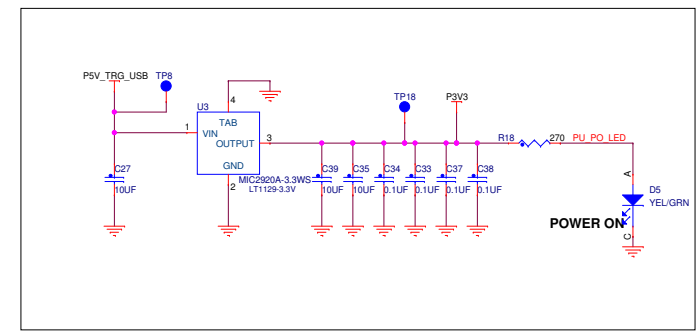 P5V_TRG_USB TP8
U3
4
TAB
1
VIN
OUTPUT
3
GND
2
MIC2920A-3.3WS
LT1129-3.3V
TP18
P3V3
R18
270
PU_PO_LED
C27
10UF
C39
10UF
C35
10UF
C34
0.1UF
C33
0.1UF
C37
0.1UF
C38
0.1UF
A
D5
YEL/GRN
POWER ON
C